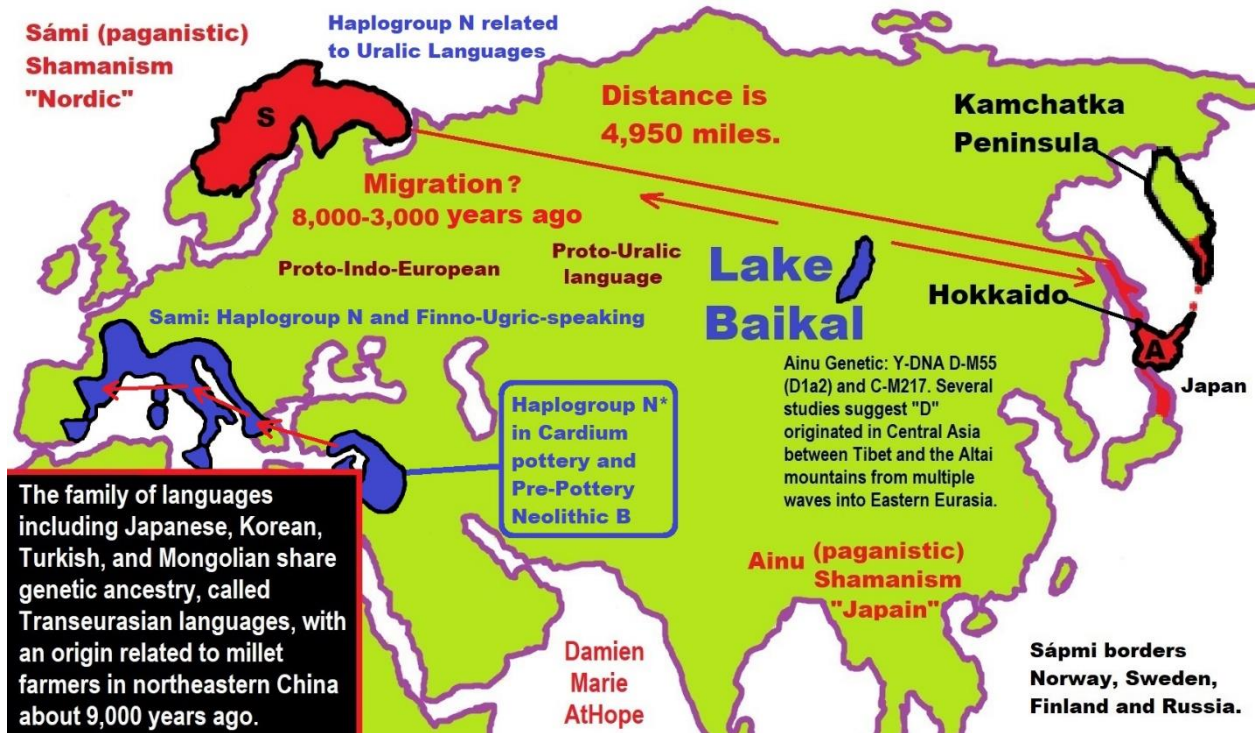 Sámi (paganistic)
Shamanism
"Nordic"
Haplogroup N related
to Uralic Languages
S
Distance is
4,950 miles.
Kamchatka
Peninsula
Migration?
8,000-3,000 years ago
Proto-Indo-European
Proto-Uralic
language
Lake
Baikal
Hokkaido
A
Japan
Sami: Haplogroup N and Finno-Ugric-speaking
Haplogroup N*
in Cardium
pottery and
Pre-Pottery
Neolithic B
Ainu Genetic: Y-DNA D-M55
(D1a2) and C-M217. Several
studies suggest "D"
originated in Central Asia
between Tibet and the Altai
mountains from multiple
waves into Eastern Eurasia.
The family of languages
including Japanese, Korean,
Turkish, and Mongolian share
genetic ancestry, called
Transeurasian languages, with
an origin related to millet
farmers in northeastern China
about 9,000 years ago.
Ainu (paganistic)
Shamanism
"Japain"
Damien
Marie
AtHope
Sápmi borders
Norway, Sweden,
Finland and Russia.